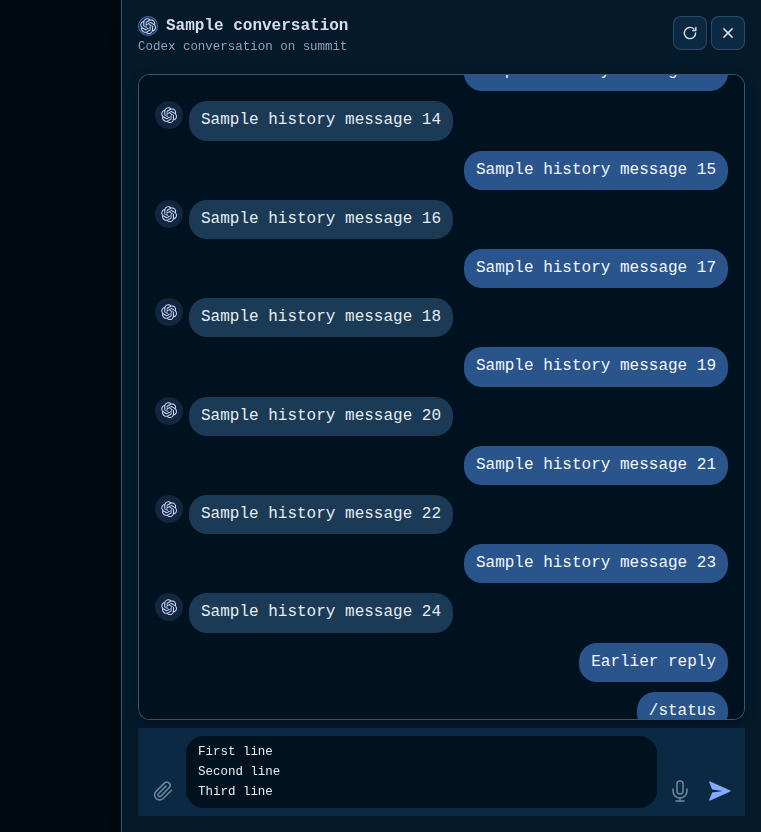 Sample conversation
Codex conversation on summit
Sample history message 14
Sample history message 15
Sample history message 16
Sample history message 17
Sample history message 18
Sample history message 19
Sample history message 20
Sample history message 21
Sample history message 22
Sample history message 23
Sample history message 24
Earlier reply
/status
First line
Second line
Third line